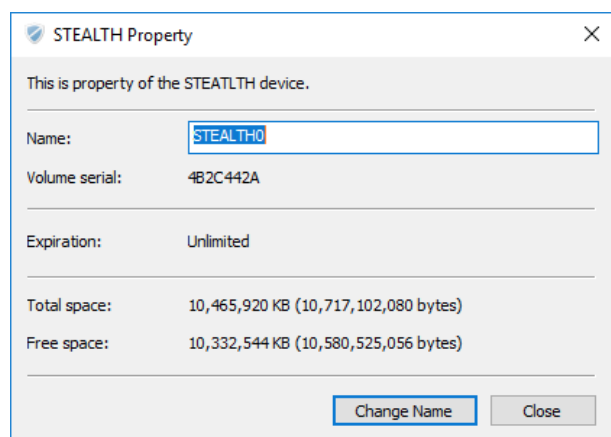 STEALTH Property
This is property of the STEATLTH device.
Name: STEALTH0
Volume serial: 4B2C442A
Expiration: Unlimited
Total space: 10,465,920 KB (10,717,102,080 bytes)
Free space: 10,332,544 KB (10,580,525,056 bytes)
Change Name Close